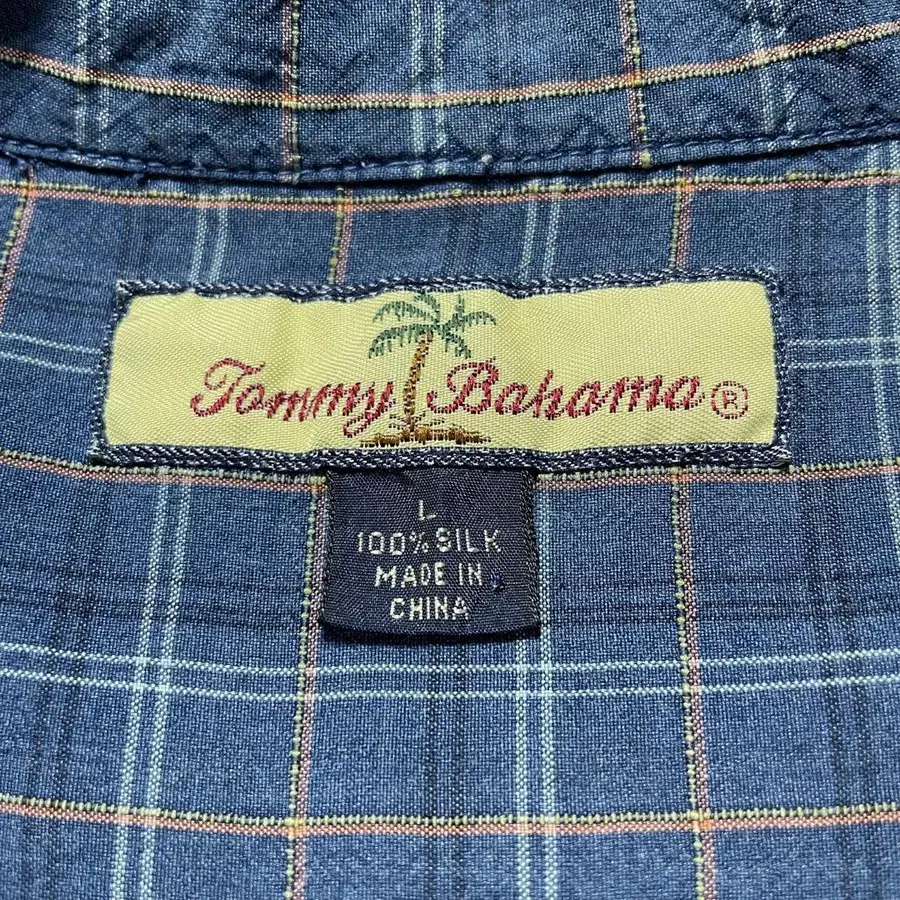 Tommy Bahama ®
L
100% SILK
MADE IN
CHINA